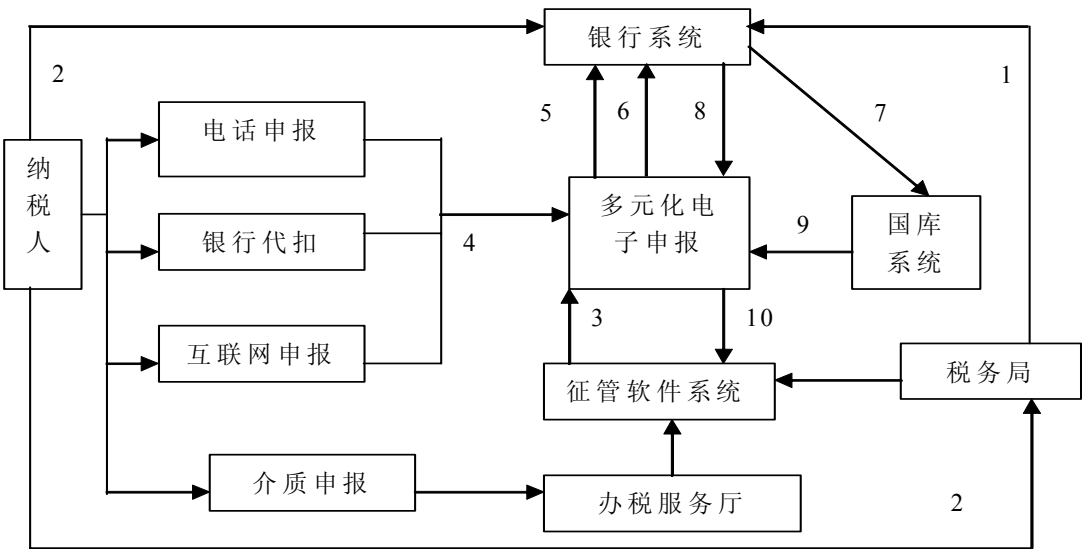 银行系统
2
1
5
6
8
7
电话申报
纳
税
人
多元化电
子申报
国库
系统
银行代扣
4
9
3
10
互联网申报
征管软件系统
税务局
介质申报
办税服务厅
2